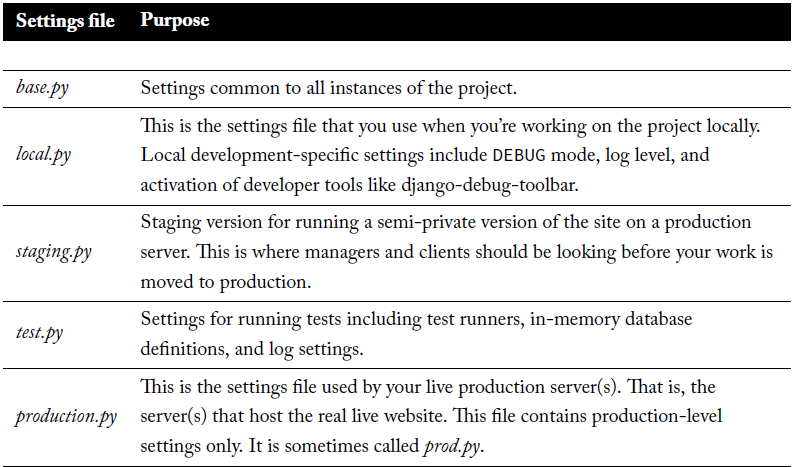 Settings file Purpose
base.py Settings common to all instances of the project.
This is the settings file that you use when you’re working on the project locally.
local.py Local development-specific settings include DEBUG mode, log level, and
activation of developer tools like django-debug-toolbar.
Staging version for running a semi-private version of the site on a production
staging.py server. This is where managers and clients should be looking before your work is
moved to production.
test.py Settings for running tests including test runners, in-memory database
definitions, and log settings.
This is the settings file used by your live production server(s). That is, the
production.py server(s) that host the real live website. This file contains production-level
settings only. It is sometimes called prod.py.